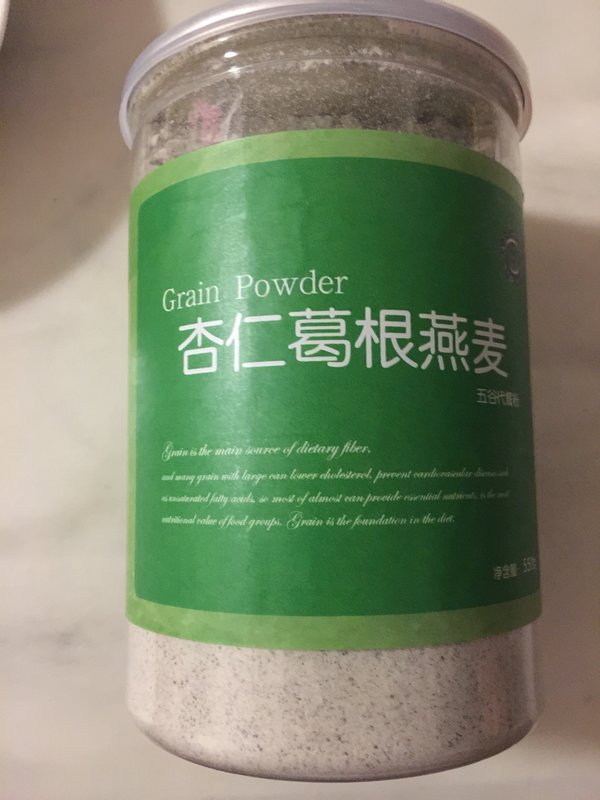 Grain Powder
杏仁葛根燕麦
五谷代餐粉
Grain is the main source of dietary fiber,
and many grain with large can lower cholesterol, prevent cardiovascular diseases such
as unsaturated fatty acids, so most of almost can provide essential nutrients, is the most
nutritional value of food groups. Grain is the foundation in the diet.
净含量: